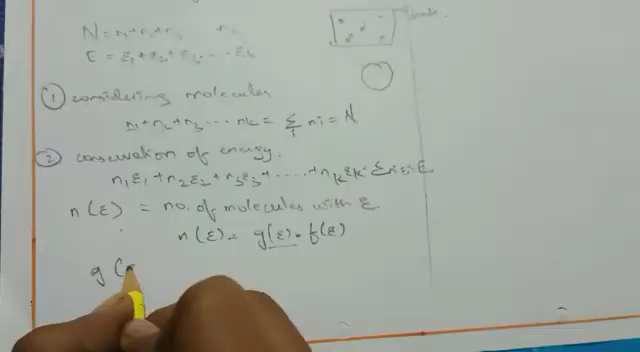 N = n₁+n₂+n₃
E = ε₁+ε₂+ε₃ ... ε
① considering molecules
n₁+n₂+n₃ ... nk = Σ ni = N
② conservation of energy.
n₁ε₁+n₂ε₂+n₃ε₃+ .....+nkεk = Σniεi=E
n(ε) = no. of molecules with ε.
n(ε) = g(ε) • f(ε)
g(